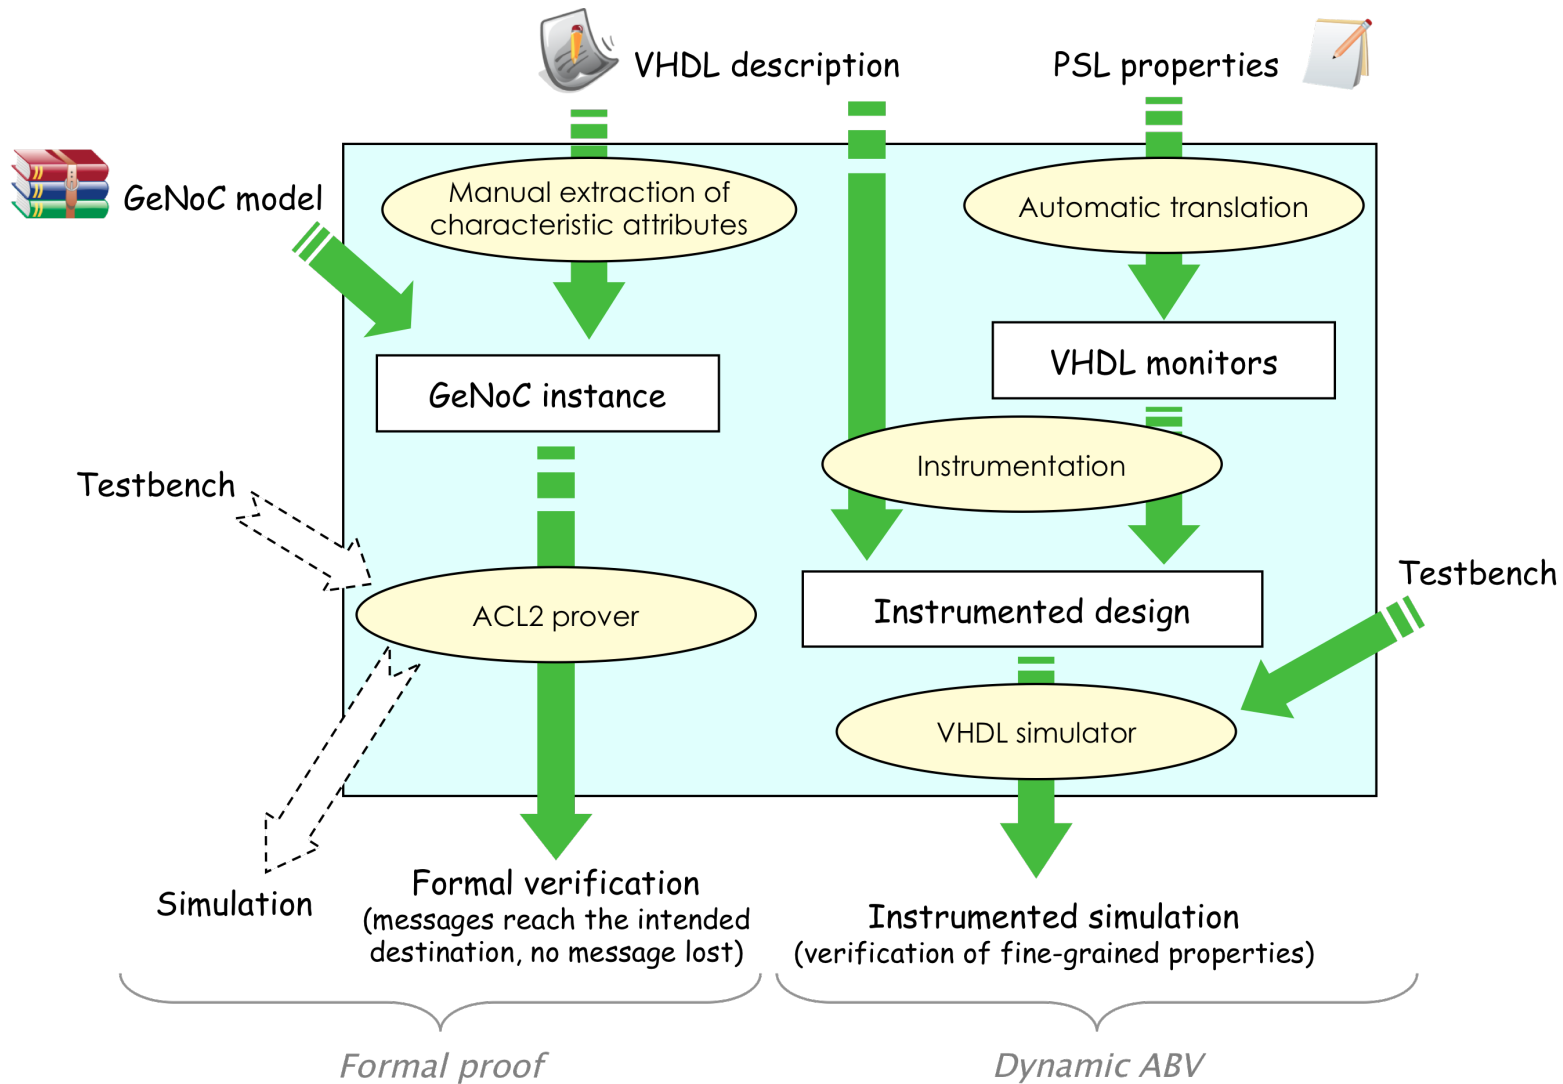 VHDL description
PSL properties
GeNoC model
Manual extraction of
characteristic attributes
Automatic translation
GeNoC instance
VHDL monitors
Testbench
Instrumentation
ACL2 prover
Instrumented design
Testbench
VHDL simulator
Simulation
Formal verification
(messages reach the intended
destination, no message lost)
Instrumented simulation
(verification of fine-grained properties)
Formal proof
Dynamic ABV